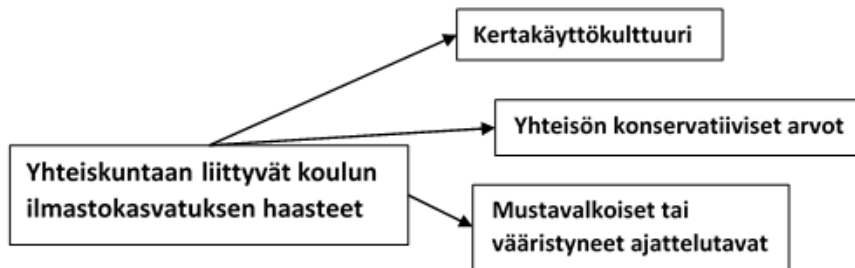 Kertakäyttökulttuuri
Yhteisön konservatiiviset arvot
Yhteiskuntaan liittyvät koulun
ilmastokasvatuksen haasteet
Mustavalkoiset tai
vääristyneet ajattelutavat